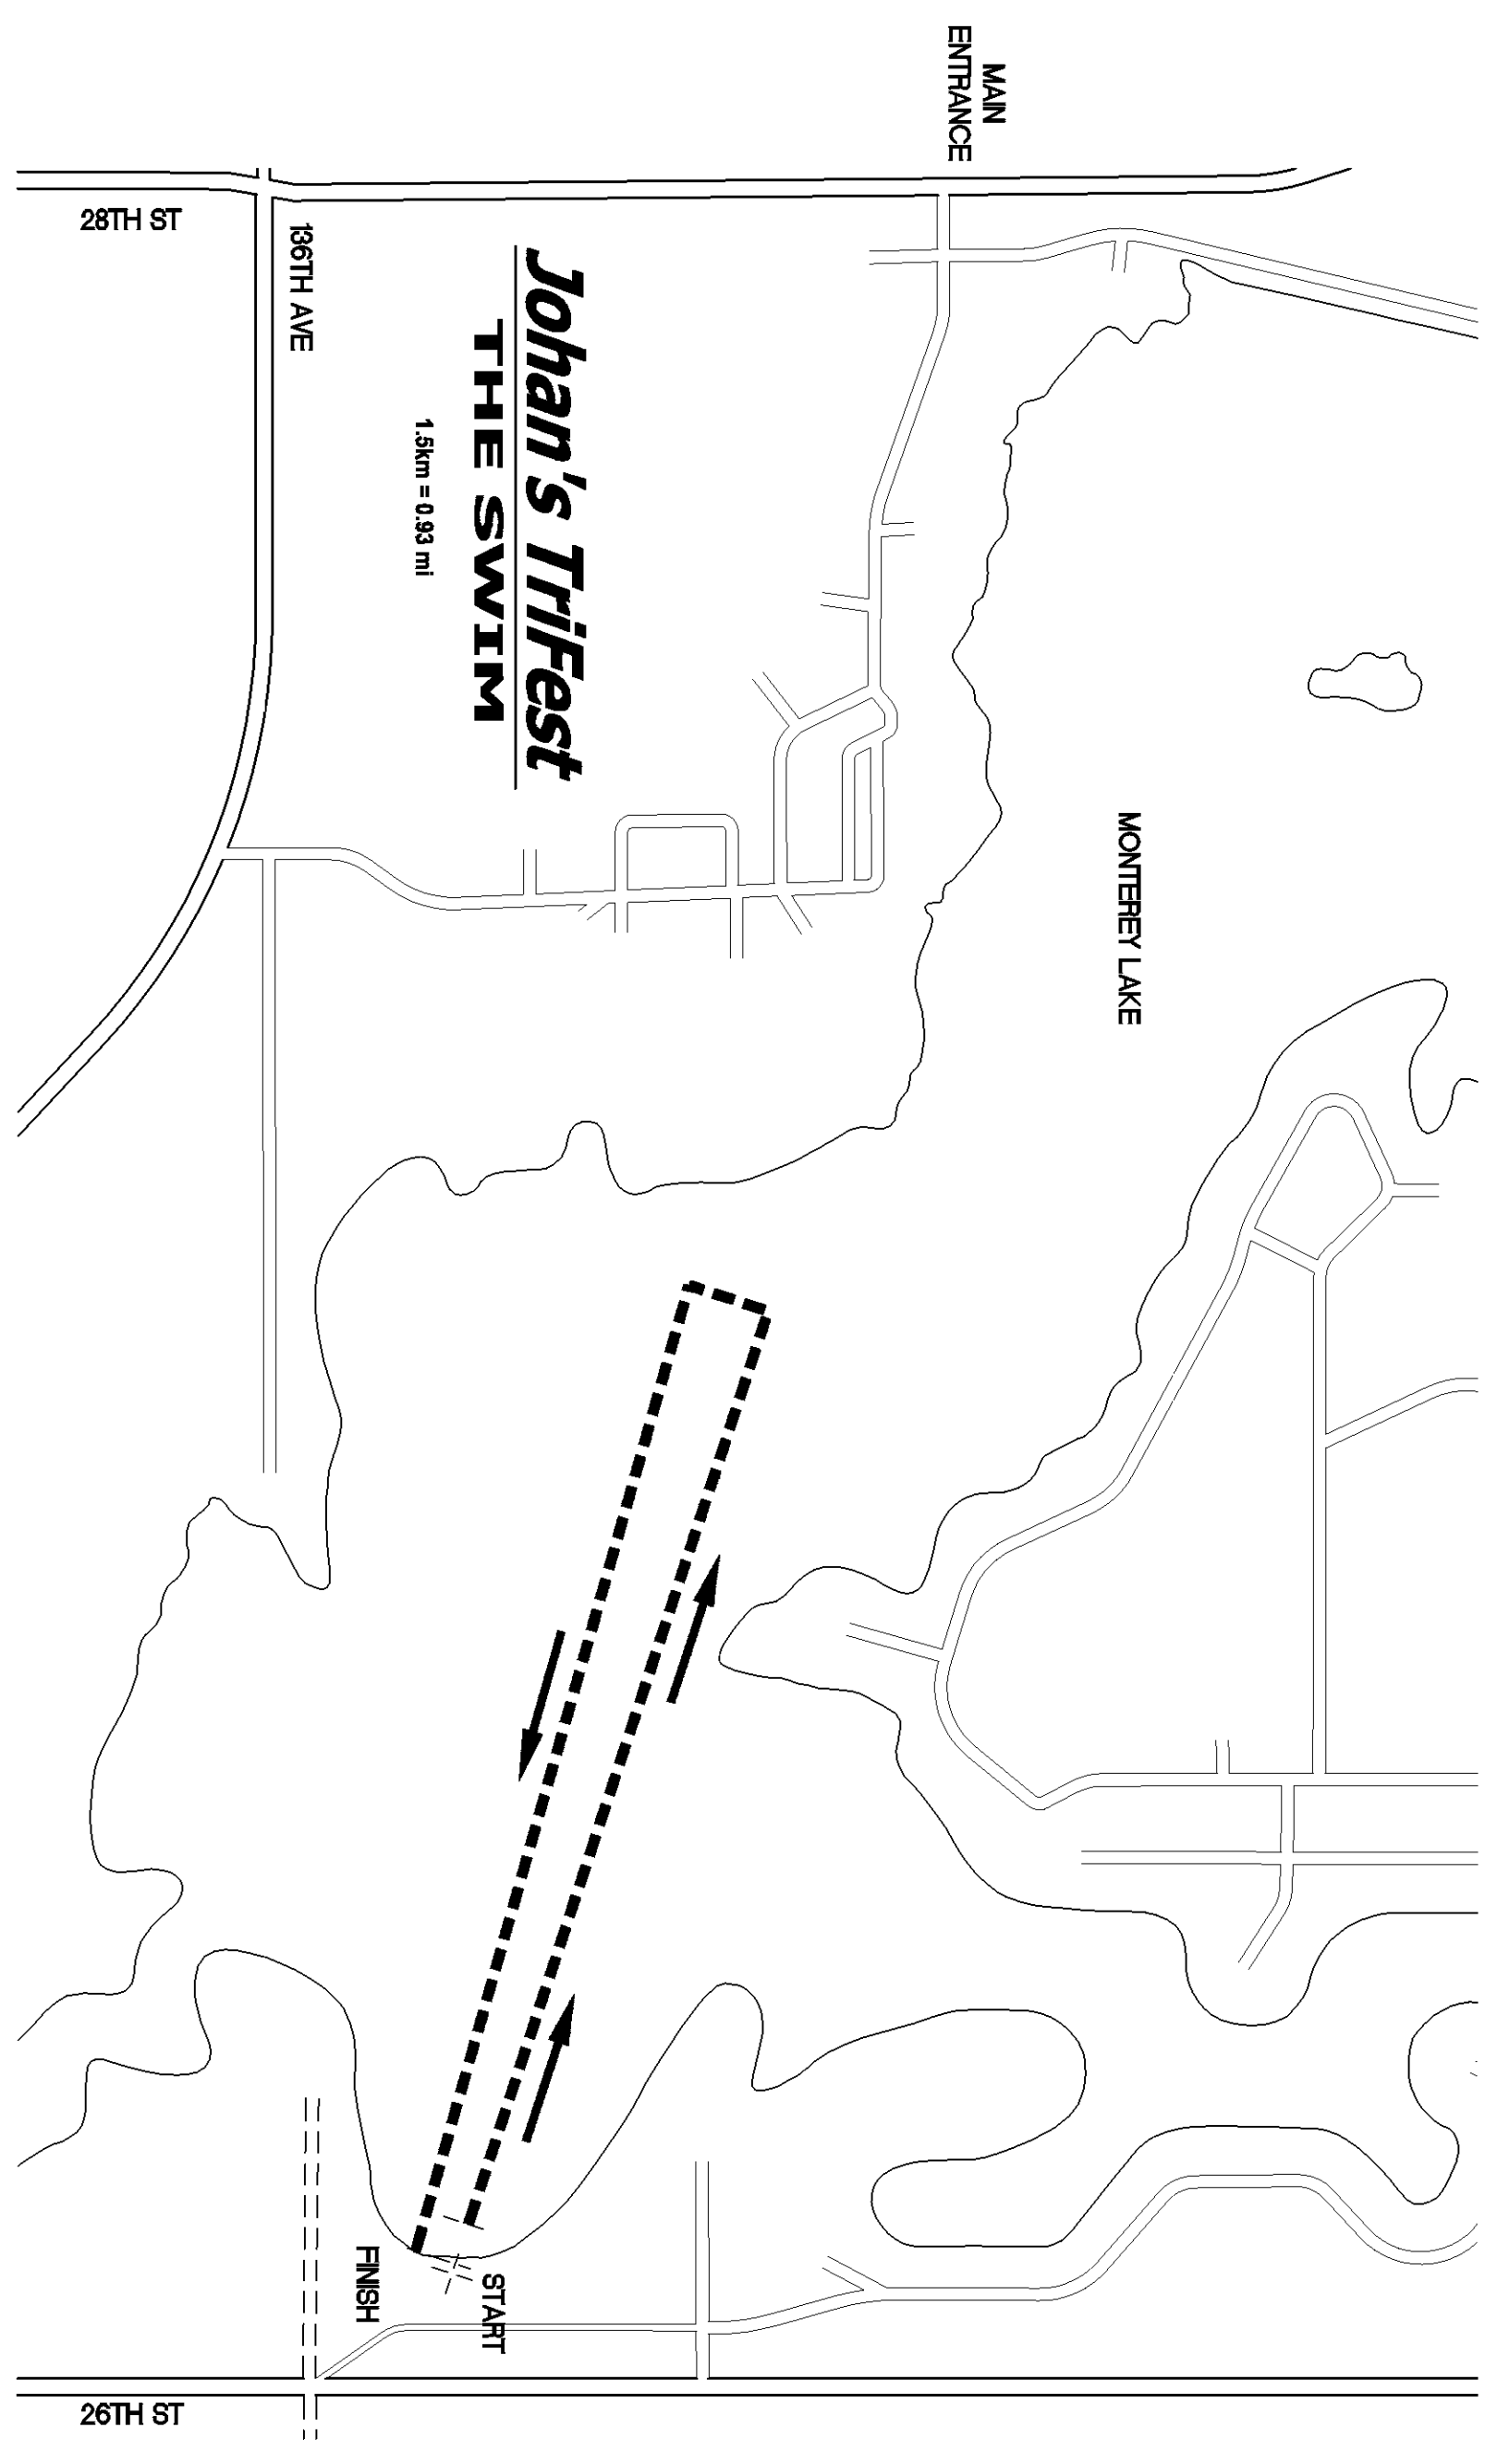 MAIN
ENTRANCE
28TH ST
136TH AVE
Johan's TriFest
THE SWIM
1.5km = 0.93 mi
MONTEREY LAKE
START
FINISH
26TH ST